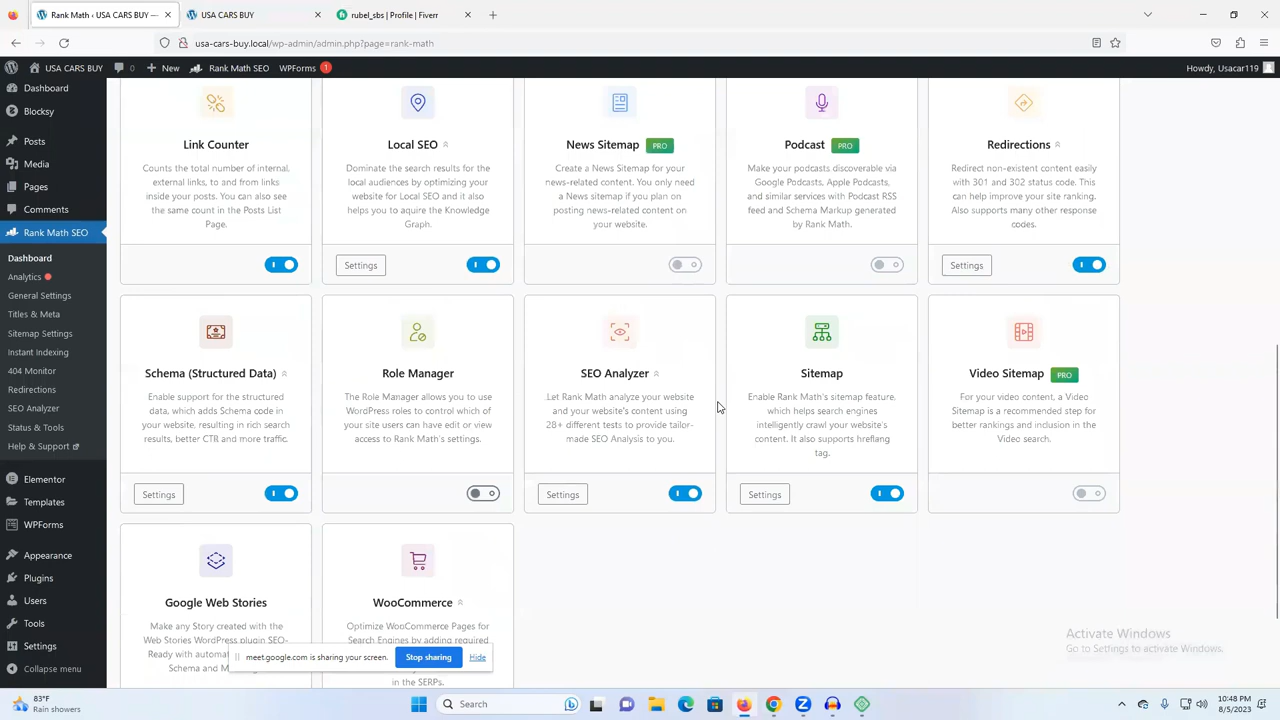 Rank Math ‹ USA CARS BUY —
USA CARS BUY
rubel_sbs | Profile | Fiverr
usa-cars-buy.local/wp-admin/admin.php?page=rank-math
USA CARS BUY
0
New
Rank Math SEO
WPForms 1
Howdy, Usacar119
Dashboard
Blocksy
Posts
Media
Pages
Comments
Rank Math SEO
Dashboard
Analytics
General Settings
Titles & Meta
Sitemap Settings
Instant Indexing
404 Monitor
Redirections
SEO Analyzer
Status & Tools
Help & Support
Elementor
Templates
WPForms
Appearance
Plugins
Users
Tools
Settings
Collapse menu
Link Counter
Counts the total number of internal,
external links, to and from links
inside your posts. You can also see
the same count in the Posts List
Page.
Local SEO
Dominate the search results for the
local audiences by optimizing your
website for Local SEO and it also
helps you to aquire the Knowledge
Graph.
Settings
News Sitemap PRO
Create a News Sitemap for your
news-related content. You only need
a News sitemap if you plan on
posting news-related content on
your website.
Podcast PRO
Make your podcasts discoverable via
Google Podcasts, Apple Podcasts,
and similar services with Podcast RSS
feed and Schema Markup generated
by Rank Math.
Redirections
Redirect non-existent content easily
with 301 and 302 status code. This
can help improve your site ranking.
Also supports many other response
codes.
Settings
Schema (Structured Data)
Enable support for the structured
data, which adds Schema code in
your website, resulting in rich search
results, better CTR and more traffic.
Settings
Role Manager
The Role Manager allows you to use
WordPress roles to control which of
your site users can have edit or view
access to Rank Math's settings.
SEO Analyzer
Let Rank Math analyze your website
and your website's content using
28+ different tests to provide tailor-
made SEO Analysis to you.
Settings
Sitemap
Enable Rank Math's sitemap feature,
which helps search engines
intelligently crawl your website's
content. It also supports hreflang
tag.
Settings
Video Sitemap PRO
For your video content, a Video
Sitemap is a recommended step for
better rankings and inclusion in the
Video search.
Google Web Stories
Make any Story created with the
Web Stories WordPress plugin SEO-
Ready with automat
Schema and M
WooCommerce
Optimize WooCommerce Pages for
Search Engines by adding required
in the SERPs.
meet.google.com is sharing your screen.
Stop sharing
Hide
Activate Windows
Go to Settings to activate Windows.
83°F
Rain showers
Search
10:48 PM
8/5/2023